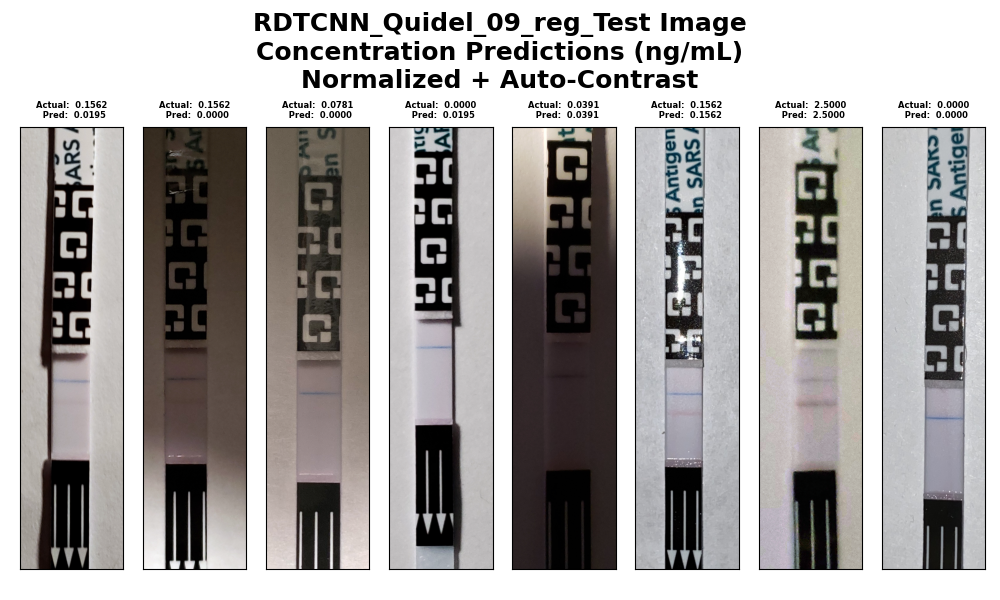 RDTCNN_Quidel_09_reg_Test Image
Concentration Predictions (ng/mL)
Normalized + Auto-Contrast
Actual: 0.1562
Pred: 0.0195
Actual: 0.1562
Pred: 0.0000
Actual: 0.0781
Pred: 0.0000
Actual: 0.0000
Pred: 0.0195
Actual: 0.0391
Pred: 0.0391
Actual: 0.1562
Pred: 0.1562
Actual: 2.5000
Pred: 2.5000
Actual: 0.0000
Pred: 0.0000
SARS
SARS
Antigen
SARS
SARS
Antigen